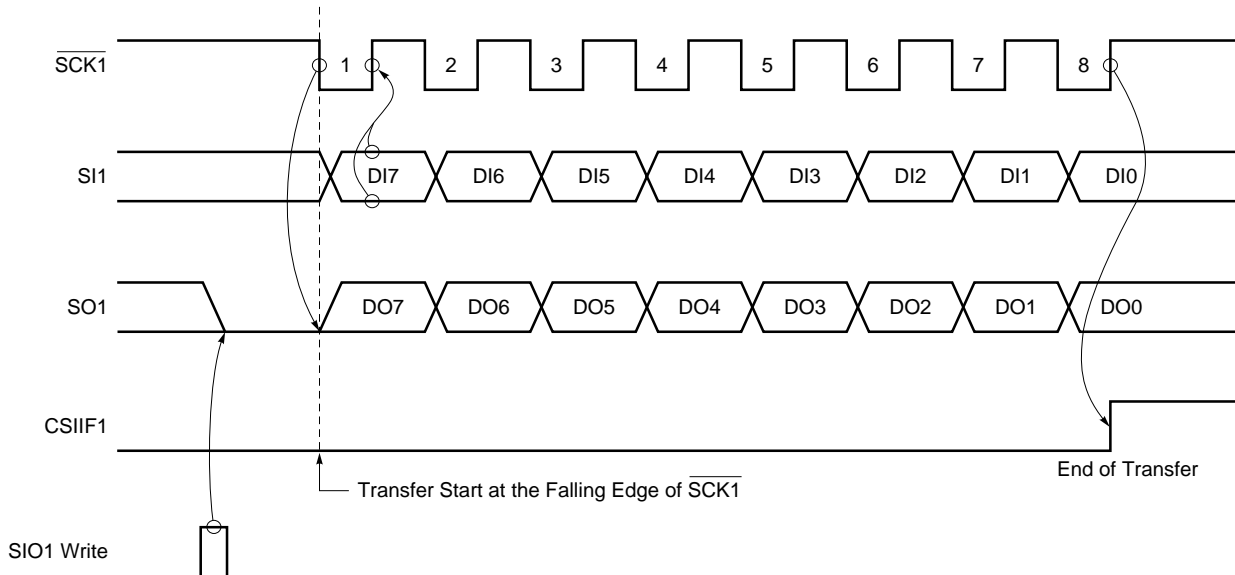 SCK1
1 2 3 4 5 6 7 8
SI1
DI7 DI6 DI5 DI4 DI3 DI2 DI1 DI0
SO1
DO7 DO6 DO5 DO4 DO3 DO2 DO1 DO0
CSIIF1
End of Transfer
Transfer Start at the Falling Edge of SCK1
SIO1 Write